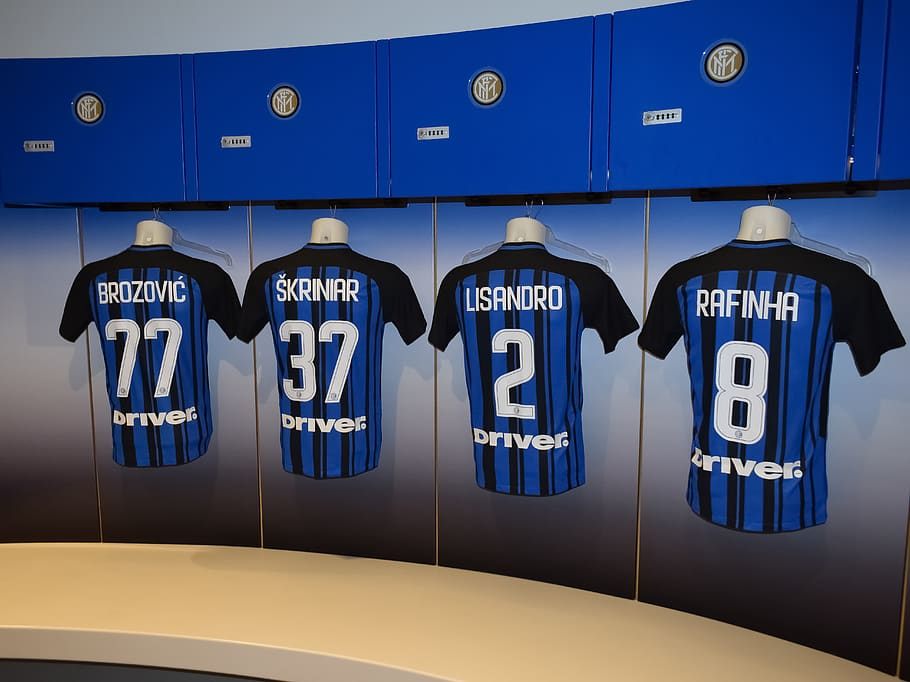 BROZOVIĆ
77
Driver.
ŠKRINIAR
37
Driver.
LISANDRO
2
Driver.
RAFINHA
8
Driver.